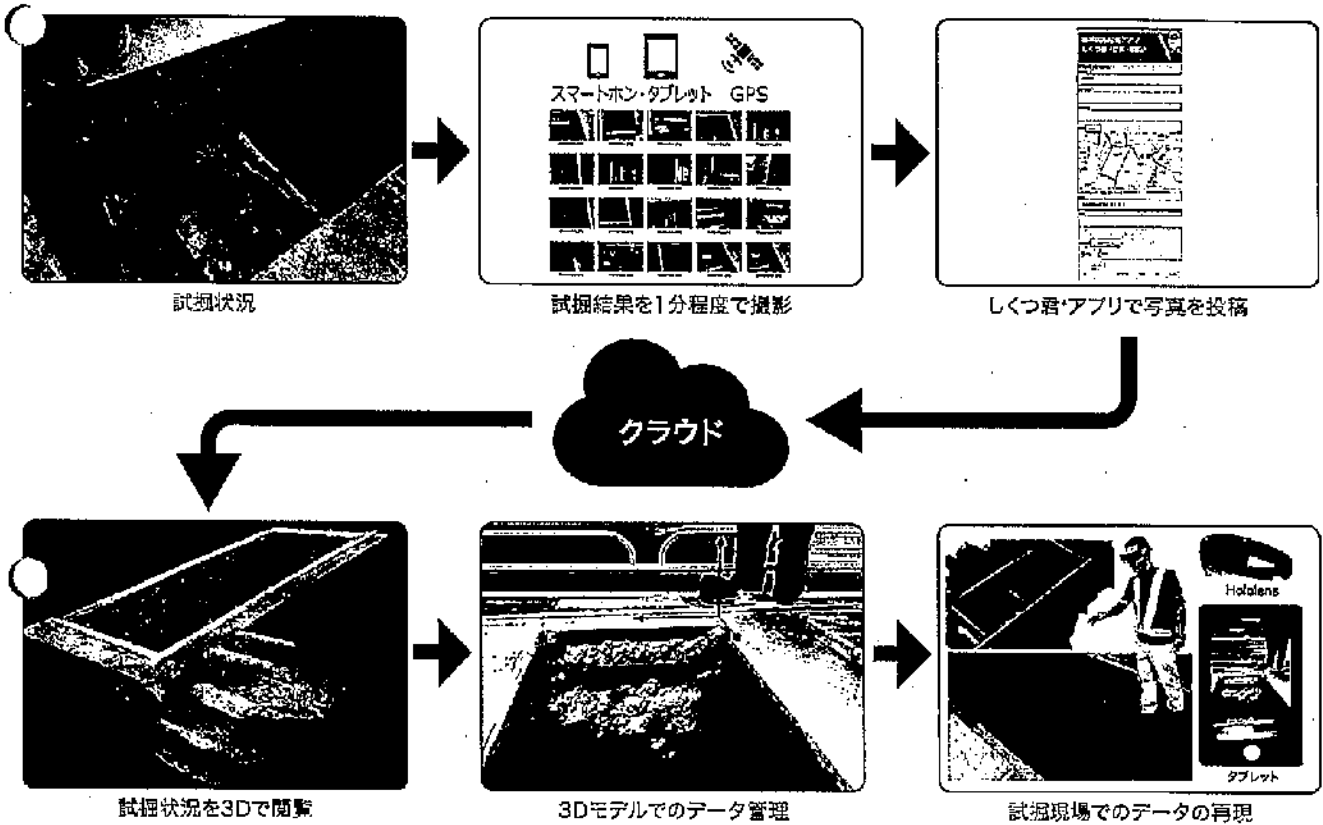 スマートホン・タブレット GPS
試掘状況
試掘結果を1分程度で撮影
しくつ君・アプリで写真を投稿
クラウド
Hololens
タブレット
試掘状況を3Dで閲覧
3Dモデルでのデータ管理
試掘現場でのデータの再現